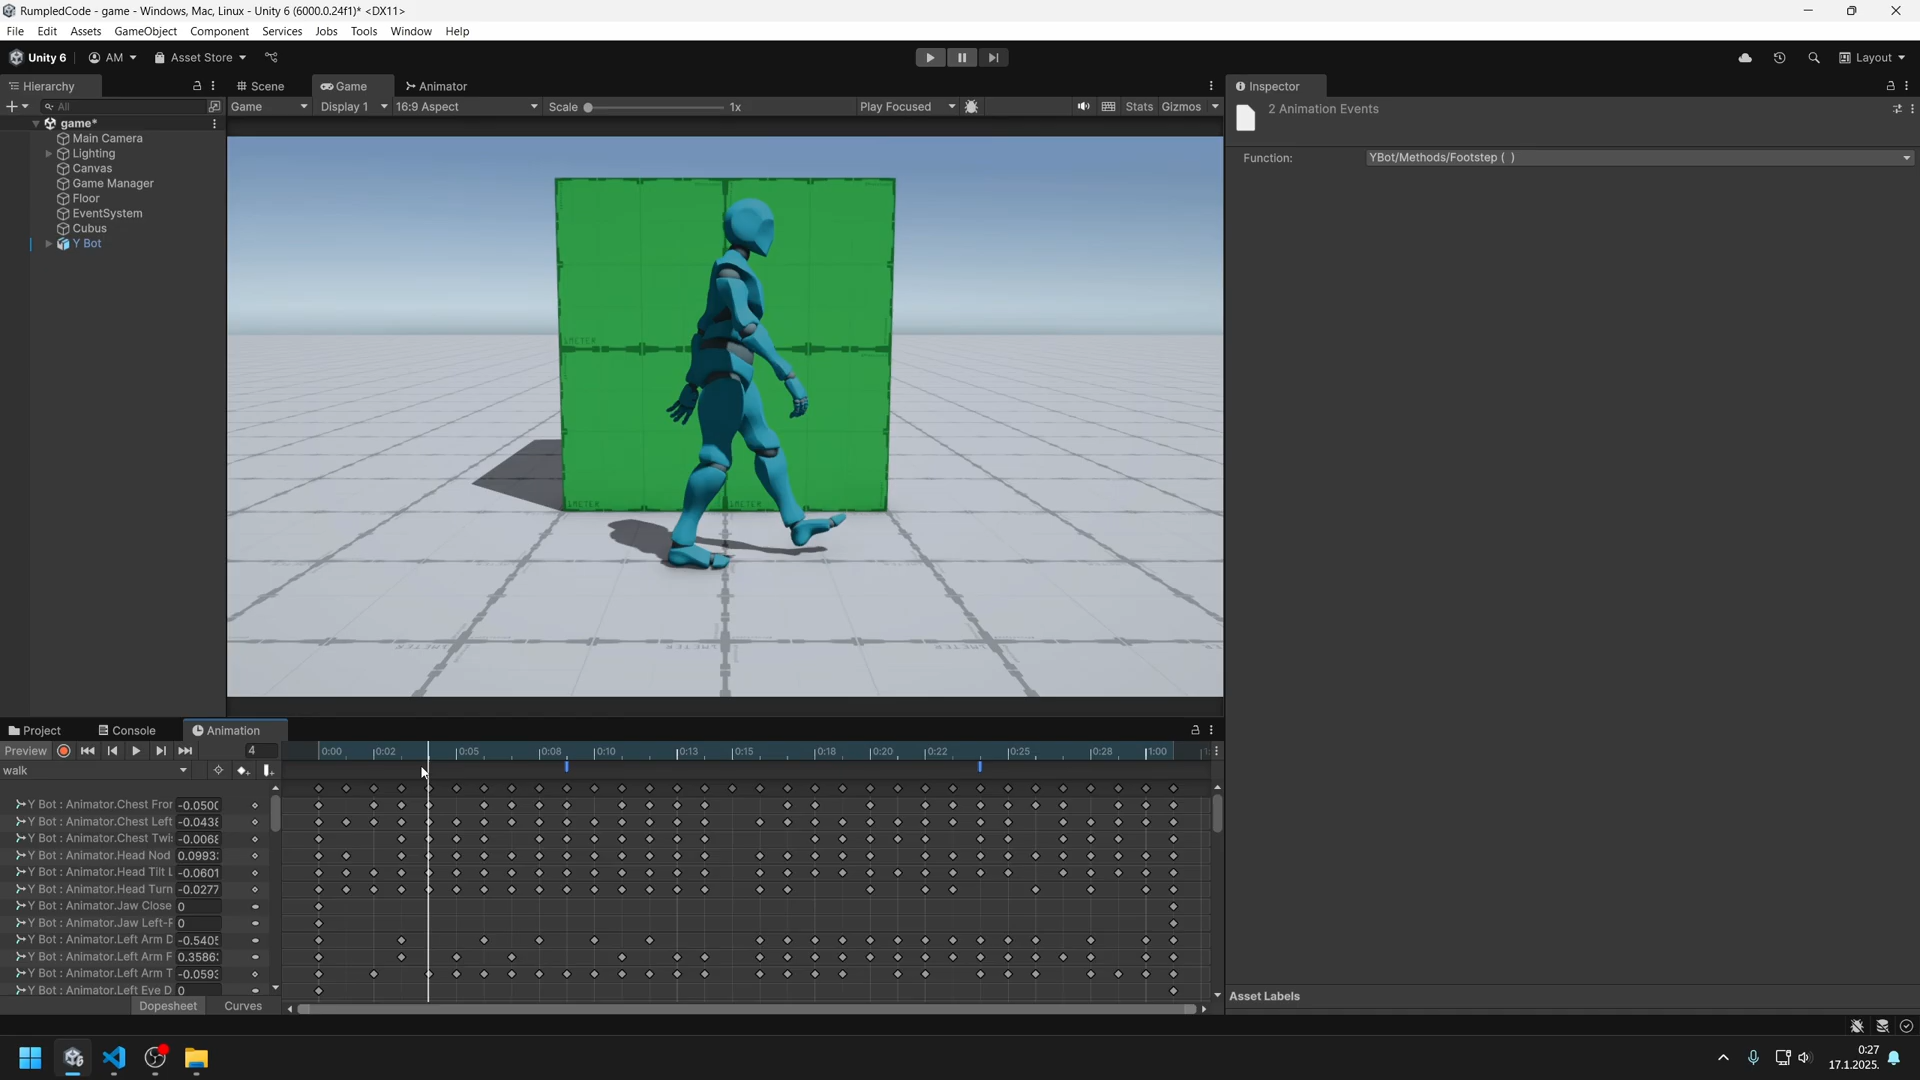 RumpledCode - game - Windows, Mac, Linux - Unity 6 (6000.0.24f1)* <DX11>
File Edit Assets GameObject Component Services Jobs Tools Window Help
Unity 6 AM Asset Store Layout
Hierarchy Scene Game Animator Inspector
All Game Display 1 16:9 Aspect Scale 1x Play Focused Stats Gizmos
2 Animation Events
game*
Main Camera
Lighting
Canvas
Game Manager
Floor
EventSystem
Cubus
Y Bot
Function: YBot/Methods/Footstep ( )
Project Console Animation
Preview 4 0:00 0:02 0:05 0:08 0:10 0:13 0:15 0:18 0:20 0:22 0:25 0:28 1:00
walk
Y Bot : Animator.Chest Fror -0.0500
Y Bot : Animator.Chest Left -0.0438
Y Bot : Animator.Chest Twi -0.0068
Y Bot : Animator.Head Nod 0.0993
Y Bot : Animator.Head Tilt L -0.0601
Y Bot : Animator.Head Turn -0.0277
Y Bot : Animator.Jaw Close 0
Y Bot : Animator.Jaw Left-F 0
Y Bot : Animator.Left Arm D -0.5405
Y Bot : Animator.Left Arm F 0.3586
Y Bot : Animator.Left Arm T -0.0593
Y Bot : Animator.Left Eye D 0
Dopesheet Curves
Asset Labels
0:27
17.1.2025.